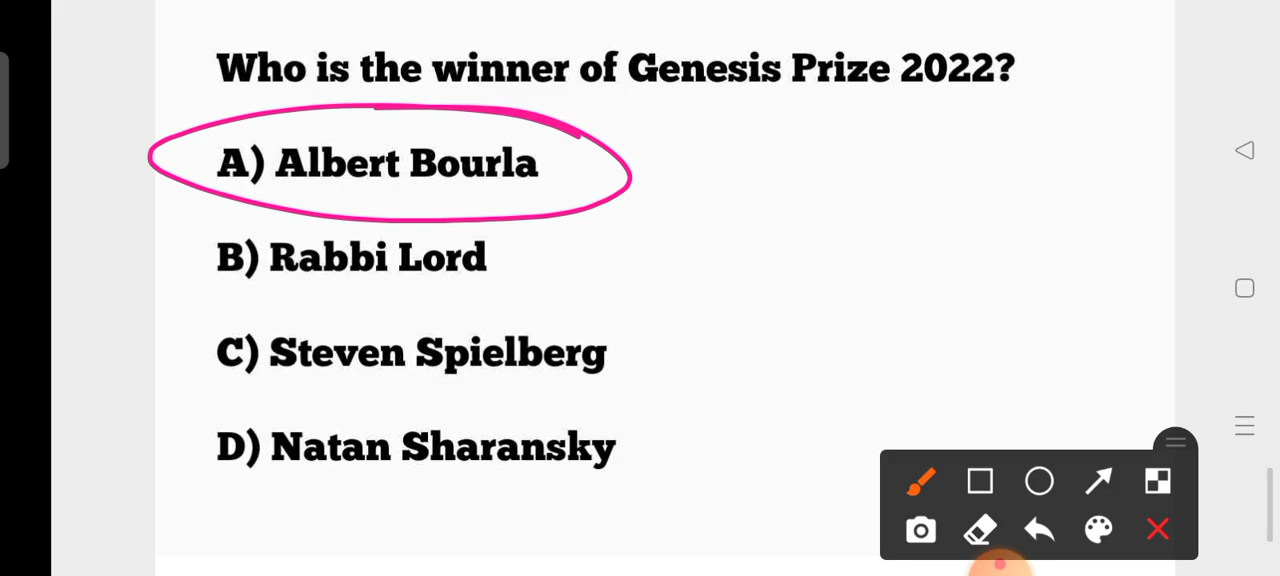 Who is the winner of Genesis Prize 2022?
A) Albert Bourla
B) Rabbi Lord
C) Steven Spielberg
D) Natan Sharansky